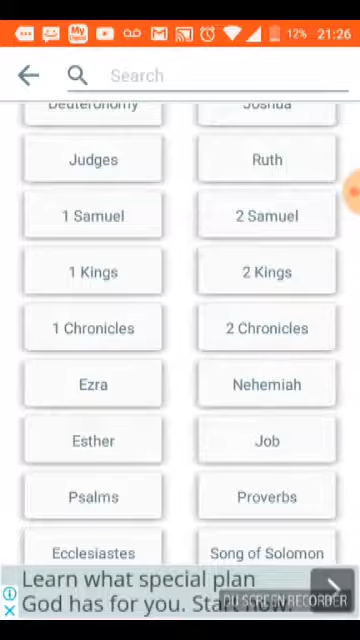 My
12% 21:26
Search
Deuteronomy Joshua
Judges Ruth
1 Samuel 2 Samuel
1 Kings 2 Kings
1 Chronicles 2 Chronicles
Ezra Nehemiah
Esther Job
Psalms Proverbs
Ecclesiastes Song of Solomon
Learn what special plan
God has for you. Start now!
DU SCREEN RECORDER